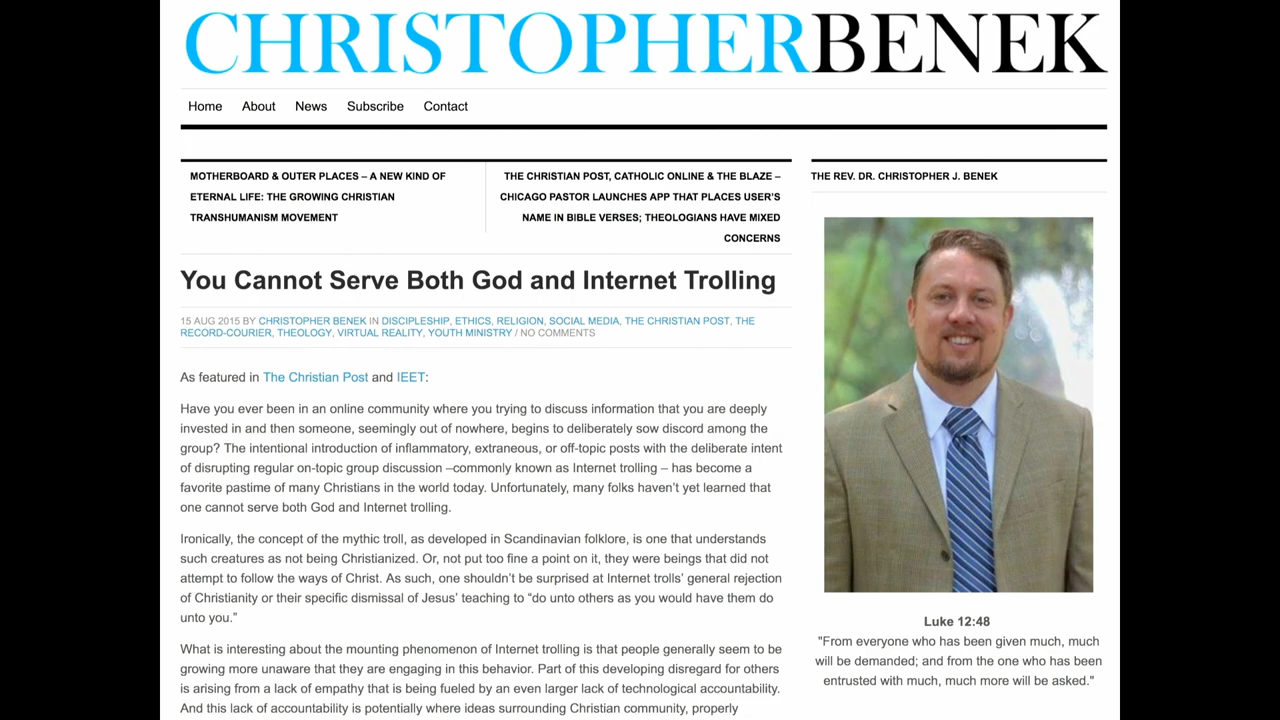 CHRISTOPHERBENEK
Home About News Subscribe Contact
MOTHERBOARD & OUTER PLACES – A NEW KIND OF
ETERNAL LIFE: THE GROWING CHRISTIAN
TRANSHUMANISM MOVEMENT
THE CHRISTIAN POST, CATHOLIC ONLINE & THE BLAZE –
CHICAGO PASTOR LAUNCHES APP THAT PLACES USER'S
NAME IN BIBLE VERSES; THEOLOGIANS HAVE MIXED
CONCERNS
You Cannot Serve Both God and Internet Trolling
15 AUG 2015 BY CHRISTOPHER BENEK IN DISCIPLESHIP, ETHICS, RELIGION, SOCIAL MEDIA, THE CHRISTIAN POST, THE
RECORD-COURIER, THEOLOGY, VIRTUAL REALITY, YOUTH MINISTRY / NO COMMENTS
As featured in The Christian Post and IEET:
Have you ever been in an online community where you trying to discuss information that you are deeply
invested in and then someone, seemingly out of nowhere, begins to deliberately sow discord among the
group? The intentional introduction of inflammatory, extraneous, or off-topic posts with the deliberate intent
of disrupting regular on-topic group discussion –commonly known as Internet trolling – has become a
favorite pastime of many Christians in the world today. Unfortunately, many folks haven't yet learned that
one cannot serve both God and Internet trolling.
Ironically, the concept of the mythic troll, as developed in Scandinavian folklore, is one that understands
such creatures as not being Christianized. Or, not put too fine a point on it, they were beings that did not
attempt to follow the ways of Christ. As such, one shouldn't be surprised at Internet trolls' general rejection
of Christianity or their specific dismissal of Jesus' teaching to "do unto others as you would have them do
unto you."
What is interesting about the mounting phenomenon of Internet trolling is that people generally seem to be
growing more unaware that they are engaging in this behavior. Part of this developing disregard for others
is arising from a lack of empathy that is being fueled by an even larger lack of technological accountability.
And this lack of accountability is potentially where ideas surrounding Christian community, properly
THE REV. DR. CHRISTOPHER J. BENEK
Luke 12:48
"From everyone who has been given much, much
will be demanded; and from the one who has been
entrusted with much, much more will be asked."